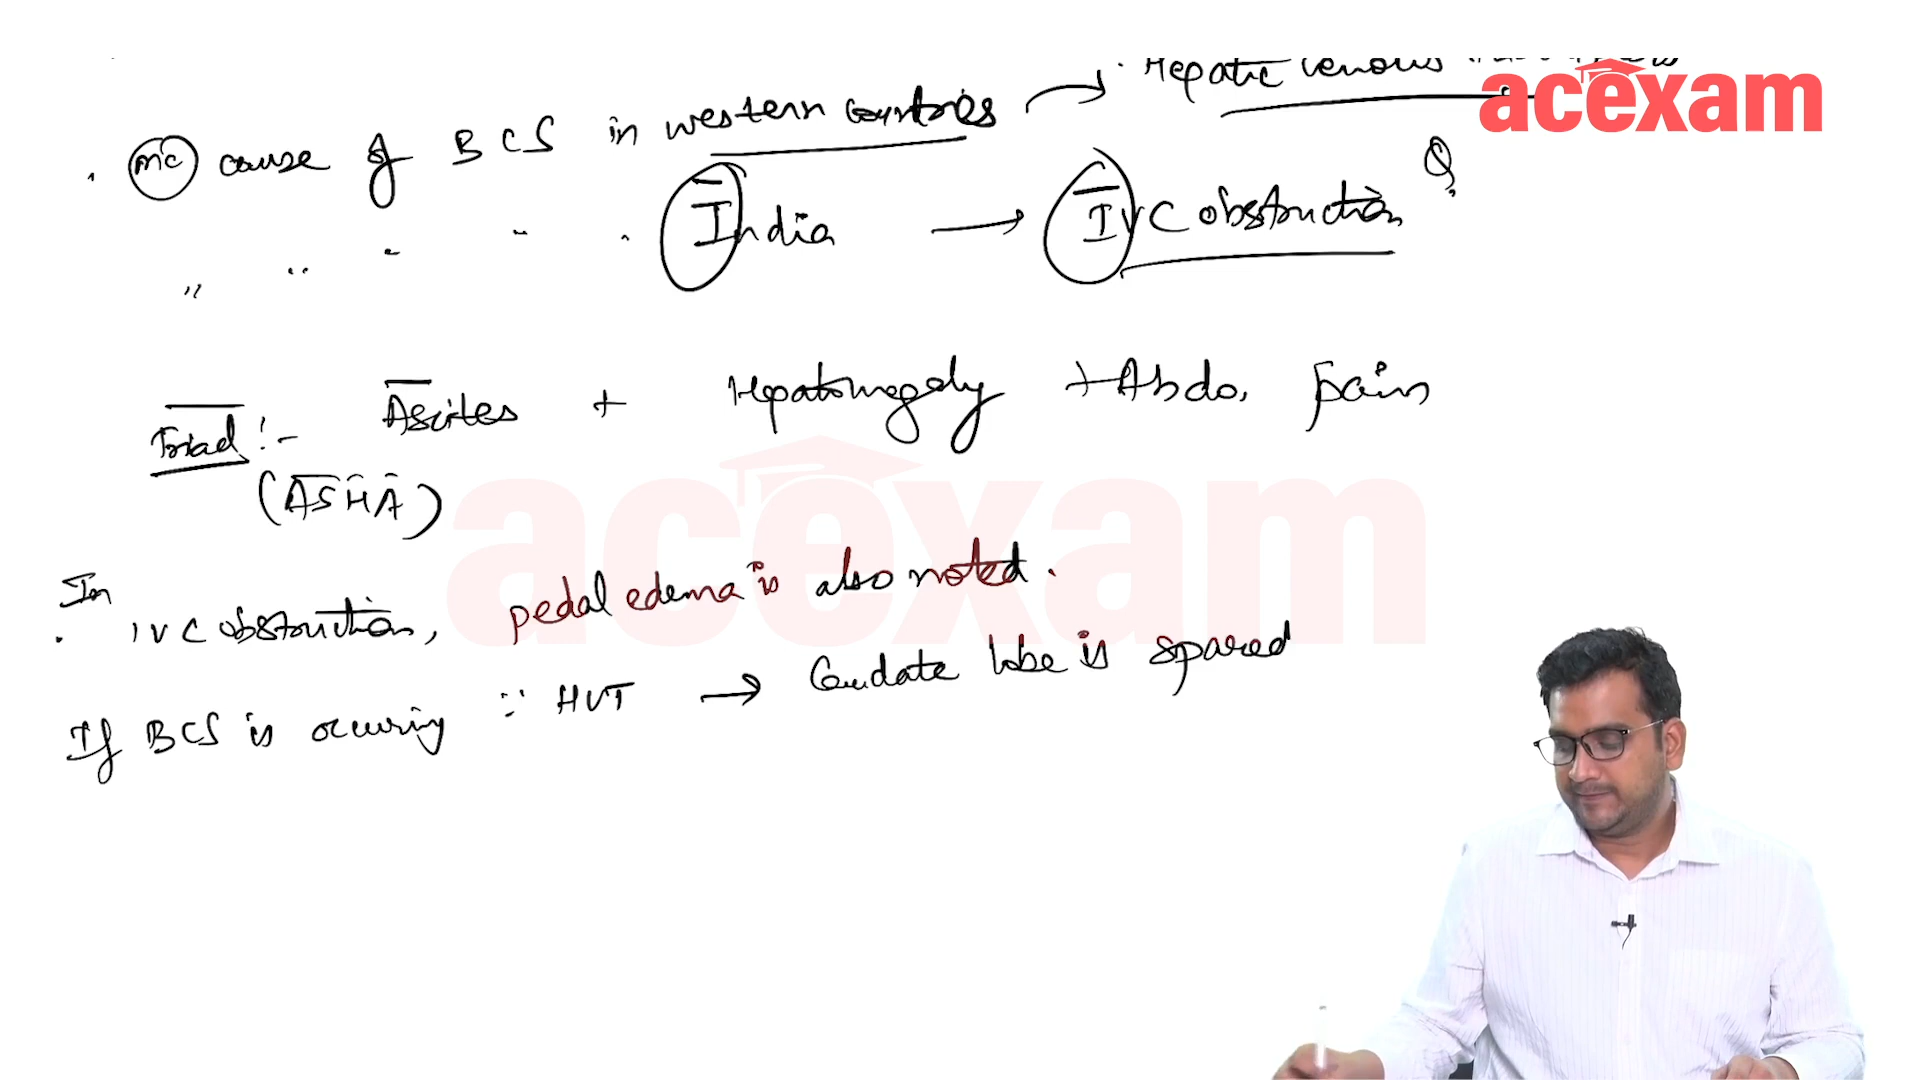 Hepatic venous
acexam
. mc cause of BCS in western countries →
Q.
" " " " " India → IVC obstruction
Triad :- Ascites + Hepatomegaly + Abdo. pain
(ASHA)
acexam
. In IVC obstruction, pedal edema is also noted.
If BCS is occuring ∵ HVT → Caudate lobe is spared